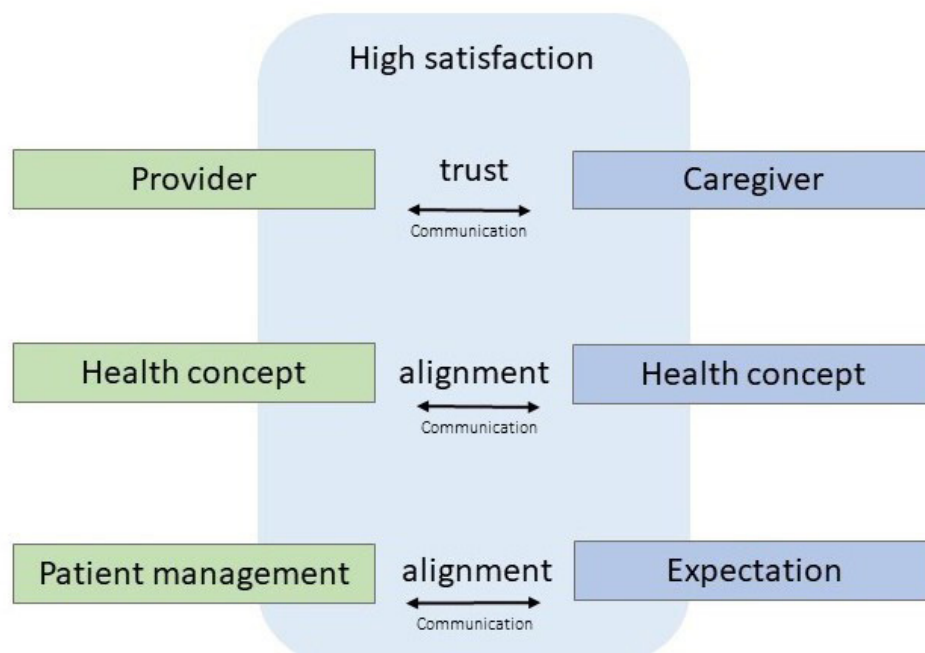 High satisfaction
Provider
trust
Caregiver
Communication
Health concept
alignment
Health concept
Communication
Patient management
alignment
Expectation
Communication